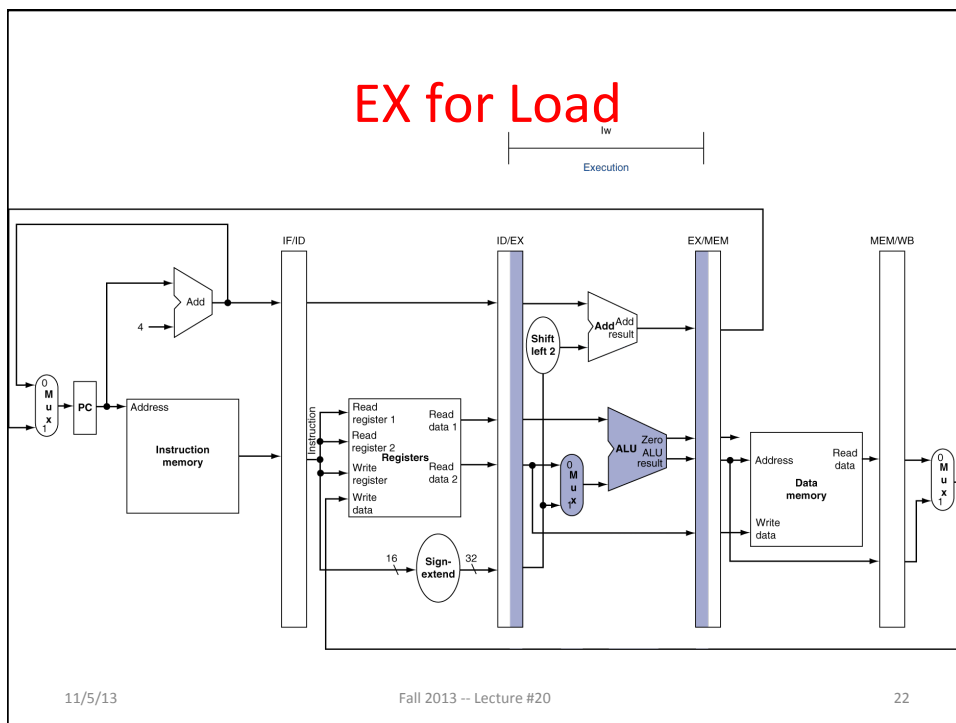 EX for Load
lw
Execution
IF/ID
ID/EX
EX/MEM
MEM/WB
Add
4
Shift
left 2
Add
Add
result
0
M
u
x
1
PC
Address
Instruction
memory
Instruction
Read
register 1
Read
register 2
Write
register
Write
data
Registers
Read
data 1
Read
data 2
16
Sign-
extend
32
0
M
u
x
1
ALU
Zero
ALU
result
Address
Read
data
Data
memory
Write
data
0
M
u
x
1
11/5/13
Fall 2013 -- Lecture #20
22